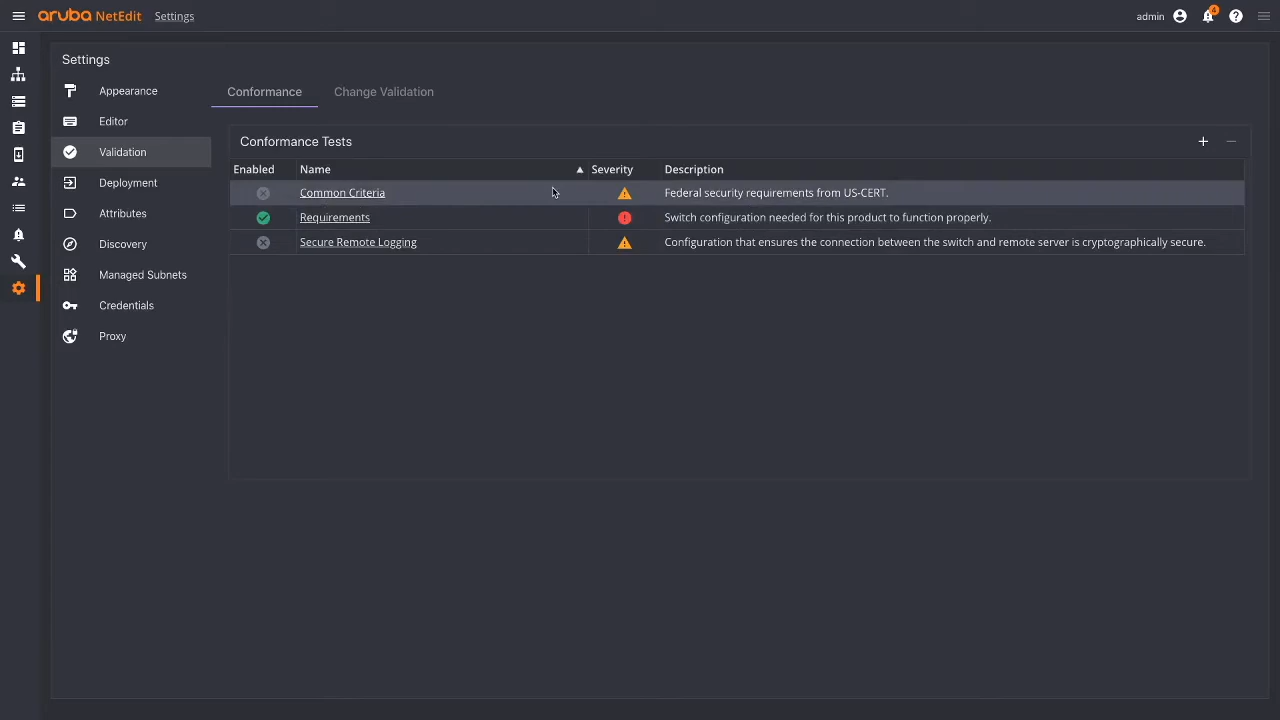 aruba NetEdit Settings admin 4
Settings
Appearance
Editor
Validation
Deployment
Attributes
Discovery
Managed Subnets
Credentials
Proxy
Conformance Change Validation
Conformance Tests
Enabled Name Severity Description
Common Criteria Federal security requirements from US-CERT.
Requirements Switch configuration needed for this product to function properly.
Secure Remote Logging Configuration that ensures the connection between the switch and remote server is cryptographically secure.